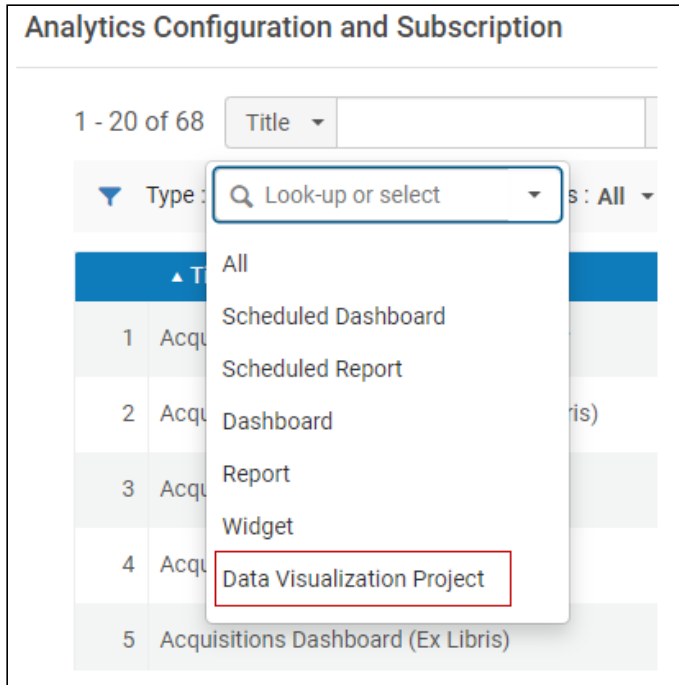 Analytics Configuration and Subscription
1 - 20 of 68 Title
Type : Look-up or select s : All
All
Scheduled Dashboard
Scheduled Report
Dashboard
Report
Widget
Data Visualization Project
1 Acqu
2 Acqu ris)
3 Acqu
4 Acqu
5 Acquisitions Dashboard (Ex Libris)